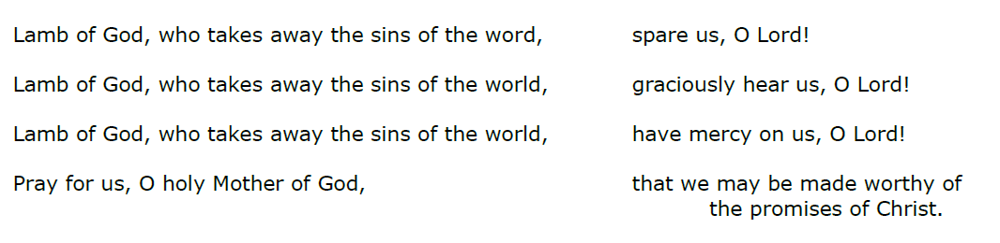 Lamb of God, who takes away the sins of the word, spare us, O Lord!
Lamb of God, who takes away the sins of the world, graciously hear us, O Lord!
Lamb of God, who takes away the sins of the world, have mercy on us, O Lord!
Pray for us, O holy Mother of God, that we may be made worthy of
the promises of Christ.